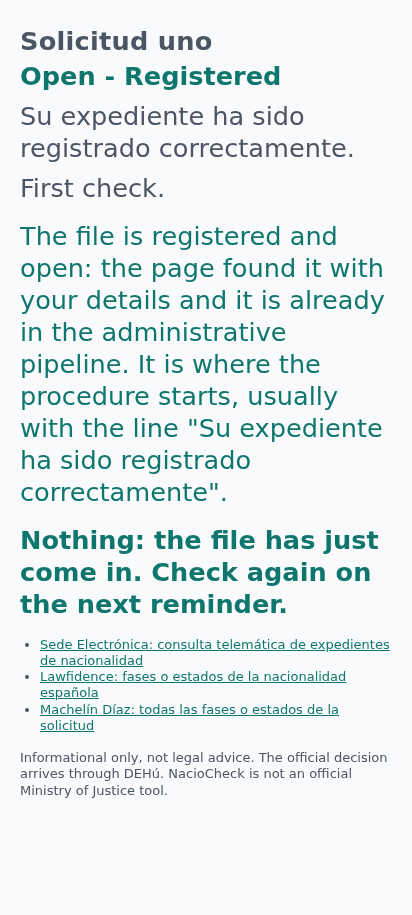 Solicitud uno
Open - Registered
Su expediente ha sido
registrado correctamente.
First check.
The file is registered and
open: the page found it with
your details and it is already
in the administrative
pipeline. It is where the
procedure starts, usually
with the line "Su expediente
ha sido registrado
correctamente".
Nothing: the file has just
come in. Check again on
the next reminder.
• Sede Electrónica: consulta telemática de expedientes
de nacionalidad
• Lawfidence: fases o estados de la nacionalidad
española
• Machelín Díaz: todas las fases o estados de la
solicitud
Informational only, not legal advice. The official decision
arrives through DEHú. NacioCheck is not an official
Ministry of Justice tool.